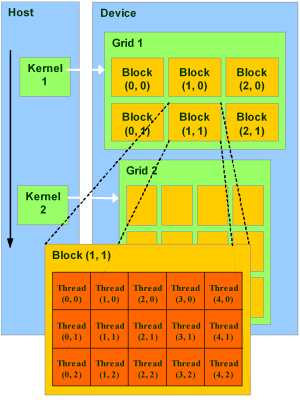 Host
Device
Grid 1
Kernel
1
Block
(0, 0)
Block
(1, 0)
Block
(2, 0)
Block
(0, 1)
Block
(1, 1)
Block
(2, 1)
Grid 2
Kernel
2
Block (1, 1)
Thread
(0, 0)
Thread
(1, 0)
Thread
(2, 0)
Thread
(3, 0)
Thread
(4, 0)
Thread
(0, 1)
Thread
(1, 1)
Thread
(2, 1)
Thread
(3, 1)
Thread
(4, 1)
Thread
(0, 2)
Thread
(1, 2)
Thread
(2, 2)
Thread
(3, 2)
Thread
(4, 2)